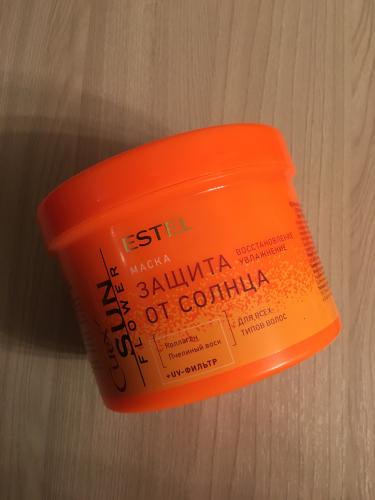 ESTEL
CUREX
SUN
FLOWER
МАСКА
ЗАЩИТА
ОТ СОЛНЦА
ВОССТАНОВЛЕНИЕ
УВЛАЖНЕНИЕ
Коллаген
Пчелиный воск
+UV-ФИЛЬТР
ДЛЯ ВСЕХ
ТИПОВ ВОЛОС